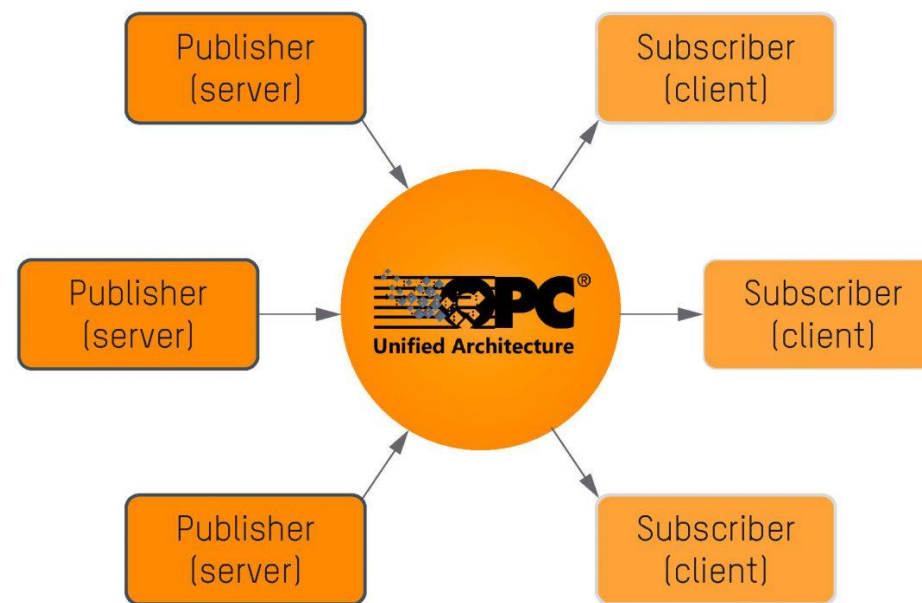 Publisher
(server)
Subscriber
(client)
Publisher
(server)
OPC®
Unified Architecture
Subscriber
(client)
Publisher
(server)
Subscriber
(client)